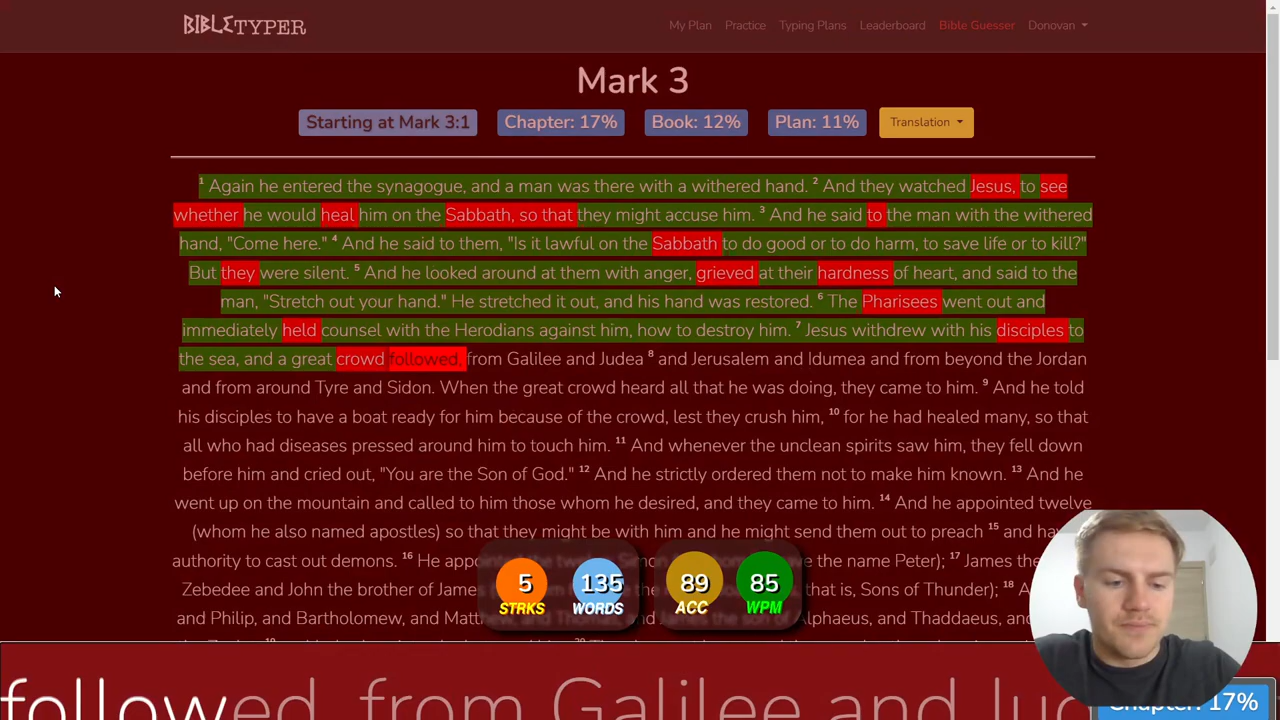 BIBLETYPER
My Plan Practice Typing Plans Leaderboard Bible Guesser Donovan
Mark 3
Starting at Mark 3:1 Chapter: 17% Book: 12% Plan: 11% Translation
1 Again he entered the synagogue, and a man was there with a withered hand. 2 And they watched Jesus, to see
whether he would heal him on the Sabbath, so that they might accuse him. 3 And he said to the man with the withered
hand, "Come here." 4 And he said to them, "Is it lawful on the Sabbath to do good or to do harm, to save life or to kill?"
But they were silent. 5 And he looked around at them with anger, grieved at their hardness of heart, and said to the
man, "Stretch out your hand." He stretched it out, and his hand was restored. 6 The Pharisees went out and
immediately held counsel with the Herodians against him, how to destroy him. 7 Jesus withdrew with his disciples to
the sea, and a great crowd followed, from Galilee and Judea 8 and Jerusalem and Idumea and from beyond the Jordan
and from around Tyre and Sidon. When the great crowd heard all that he was doing, they came to him. 9 And he told
his disciples to have a boat ready for him because of the crowd, lest they crush him, 10 for he had healed many, so that
all who had diseases pressed around him to touch him. 11 And whenever the unclean spirits saw him, they fell down
before him and cried out, "You are the Son of God." 12 And he strictly ordered them not to make him known. 13 And he
went up on the mountain and called to him those whom he desired, and they came to him. 14 And he appointed twelve
(whom he also named apostles) so that they might be with him and he might send them out to preach 15 and
authority to cast out demons. 16 He the name Peter); 17 James the
Zebedee and John the brother of James that is, Sons of Thunder); 18
and Philip, and Bartholomew, and Alphaeus, and Thaddaeus, and
5 STRKS 135 WORDS 89 ACC 85 WPM
followed, from Galilee and
Chapter: 17%